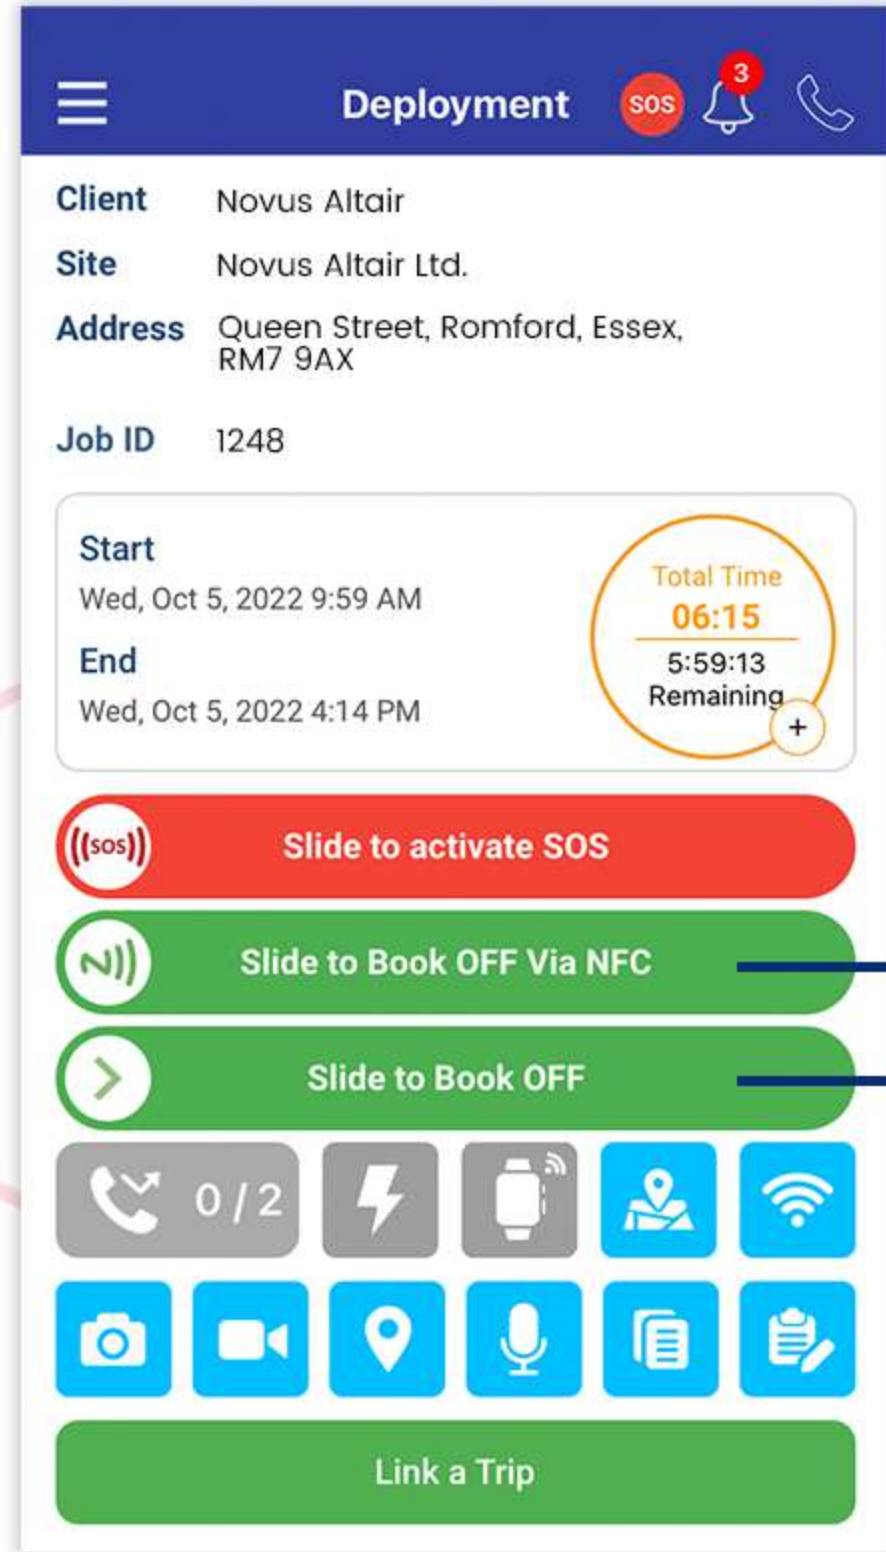 Deployment SOS 3
Client Novus Altair
Site Novus Altair Ltd.
Address Queen Street, Romford, Essex,
RM7 9AX
Job ID 1248
Start
Wed, Oct 5, 2022 9:59 AM
End
Wed, Oct 5, 2022 4:14 PM
Total Time
06:15
5:59:13
Remaining
+
((SOS)) Slide to activate SOS
Slide to Book OFF Via NFC
Slide to Book OFF
0/2
Link a Trip